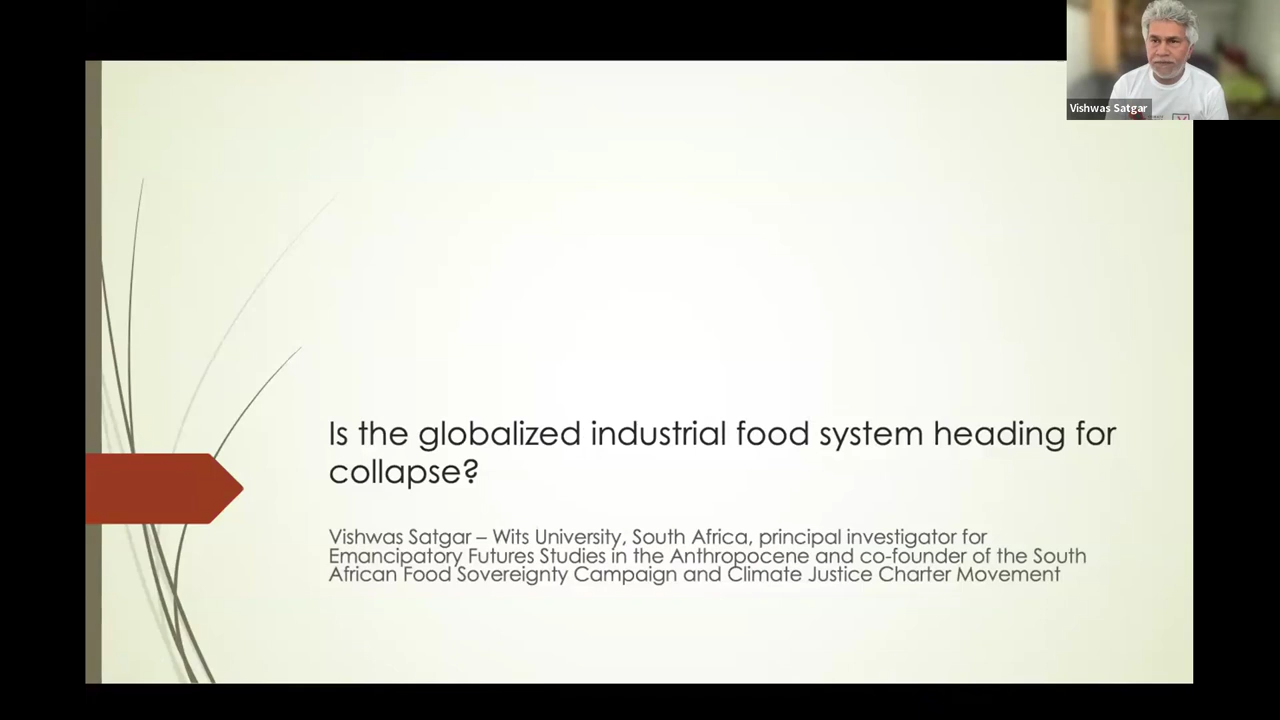 Vishwas Satgar
Is the globalized industrial food system heading for
collapse?
Vishwas Satgar – Wits University, South Africa, principal investigator for
Emancipatory Futures Studies in the Anthropocene and co-founder of the South
African Food Sovereignty Campaign and Climate Justice Charter Movement